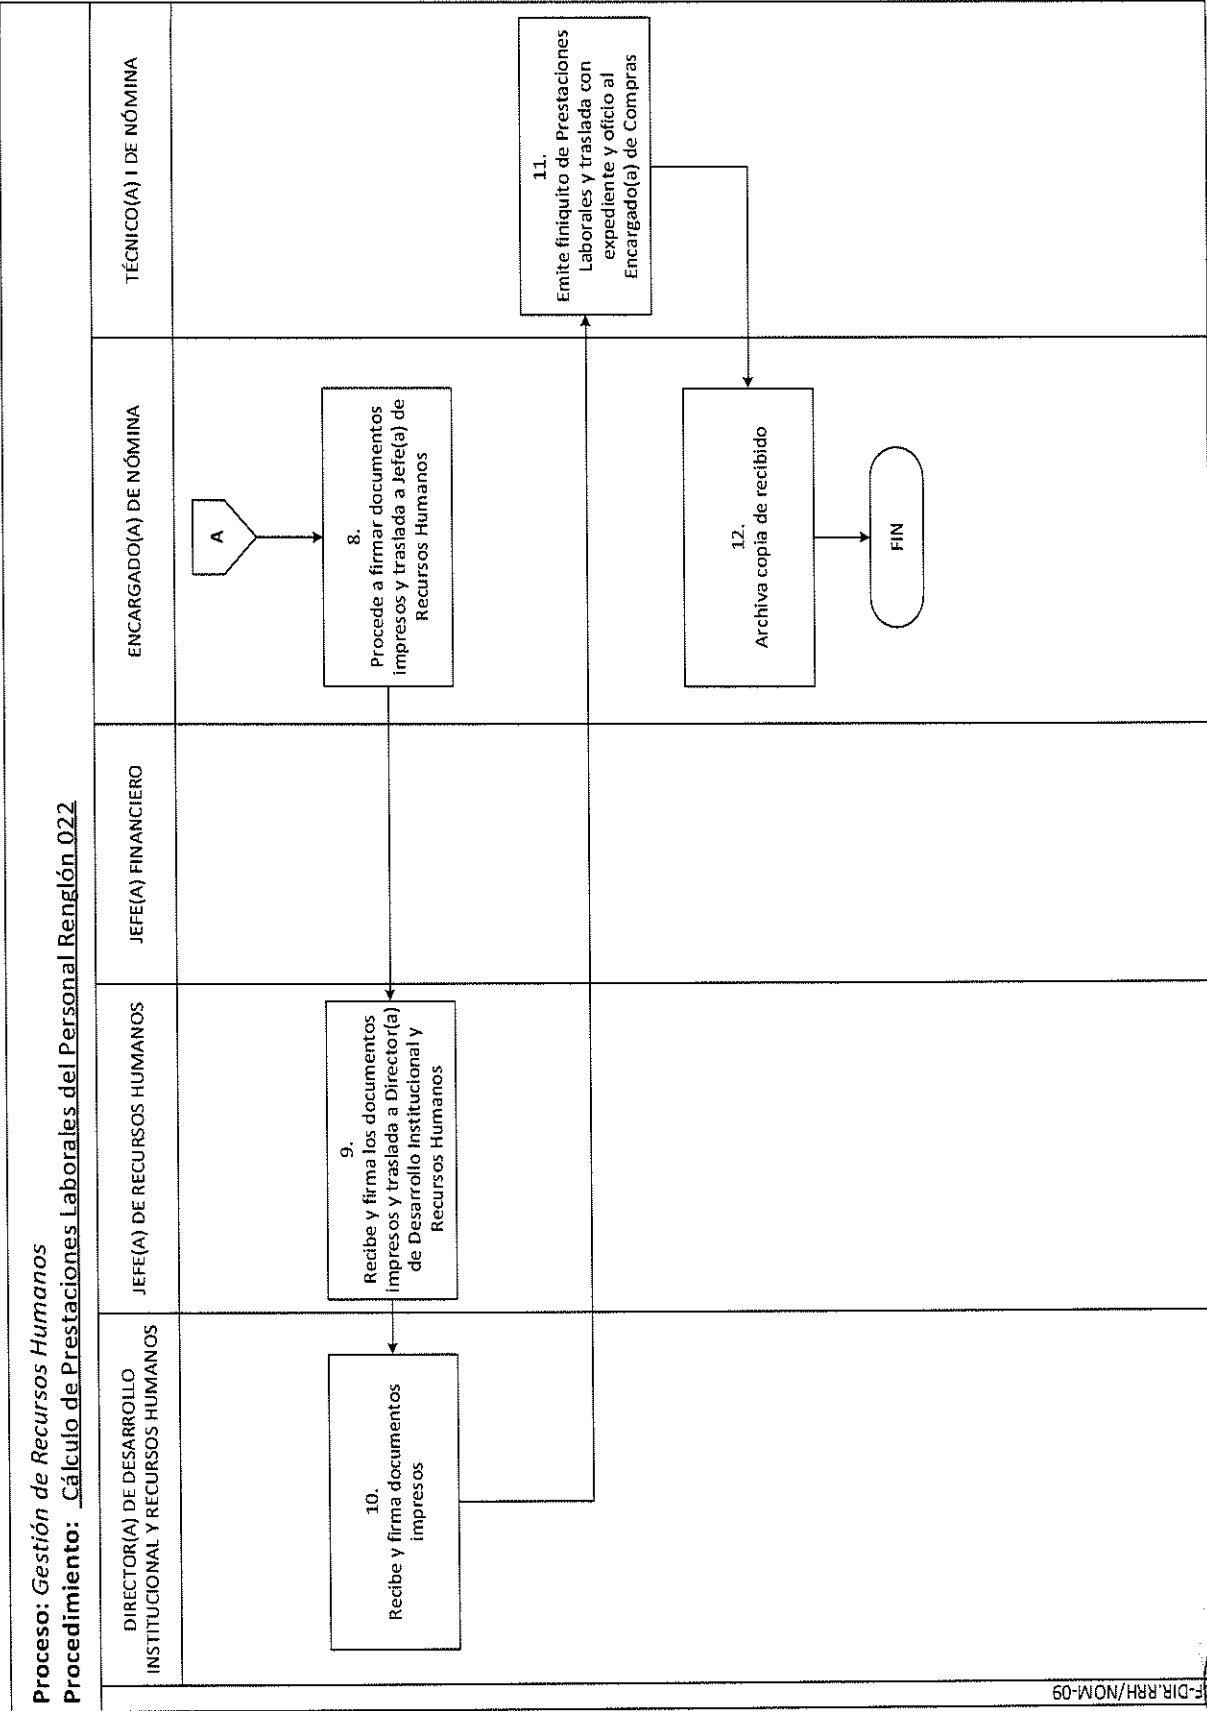 Proceso: Gestión de Recursos Humanos
Procedimiento: Cálculo de Prestaciones Laborales del Personal Renglón 022
DIRECTOR(A) DE DESARROLLO
INSTITUCIONAL Y RECURSOS HUMANOS
JEFE(A) DE RECURSOS HUMANOS
JEFE(A) FINANCIERO
ENCARGADO(A) DE NÓMINA
TÉCNICO(A) I DE NÓMINA
A
8.
Procede a firmar documentos
impresos y traslada a Jefe(a) de
Recursos Humanos
9.
Recibe y firma los documentos
impresos y traslada a Director(a)
de Desarrollo Institucional y
Recursos Humanos
10.
Recibe y firma documentos
impresos
11.
Emite finiquito de Prestaciones
Laborales y traslada con
expediente y oficio al
Encargado(a) de Compras
12.
Archiva copia de recibido
FIN
F-DIR.RRH/NOM-09